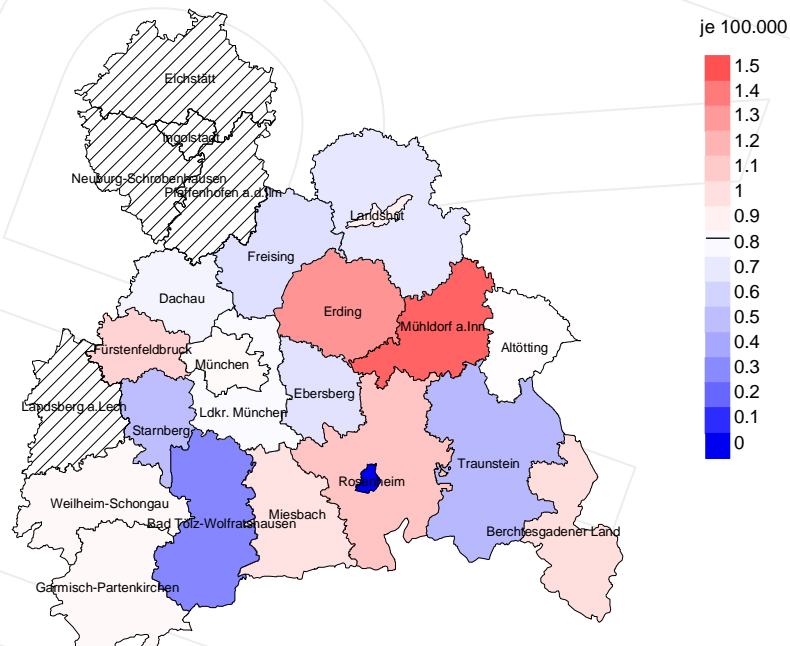 je 100.000
1.5
1.4
1.3
1.2
1.1
1
0.9
0.8
0.7
0.6
0.5
0.4
0.3
0.2
0.1
0
Eichstätt
Ingolstadt
Neuburg-Schrobenhausen
Pfaffenhofen a.d.Ilm
Landshut
Freising
Dachau
Erding
Mühldorf a.Inn
Altötting
Fürstenfeldbruck
München
Ebersberg
Landsberg a.Lech
Ldkr. München
Starnberg
Traunstein
Rosenheim
Weilheim-Schongau
Miesbach
Bad Tölz-Wolfratshausen
Berchtesgadener Land
Garmisch-Partenkirchen